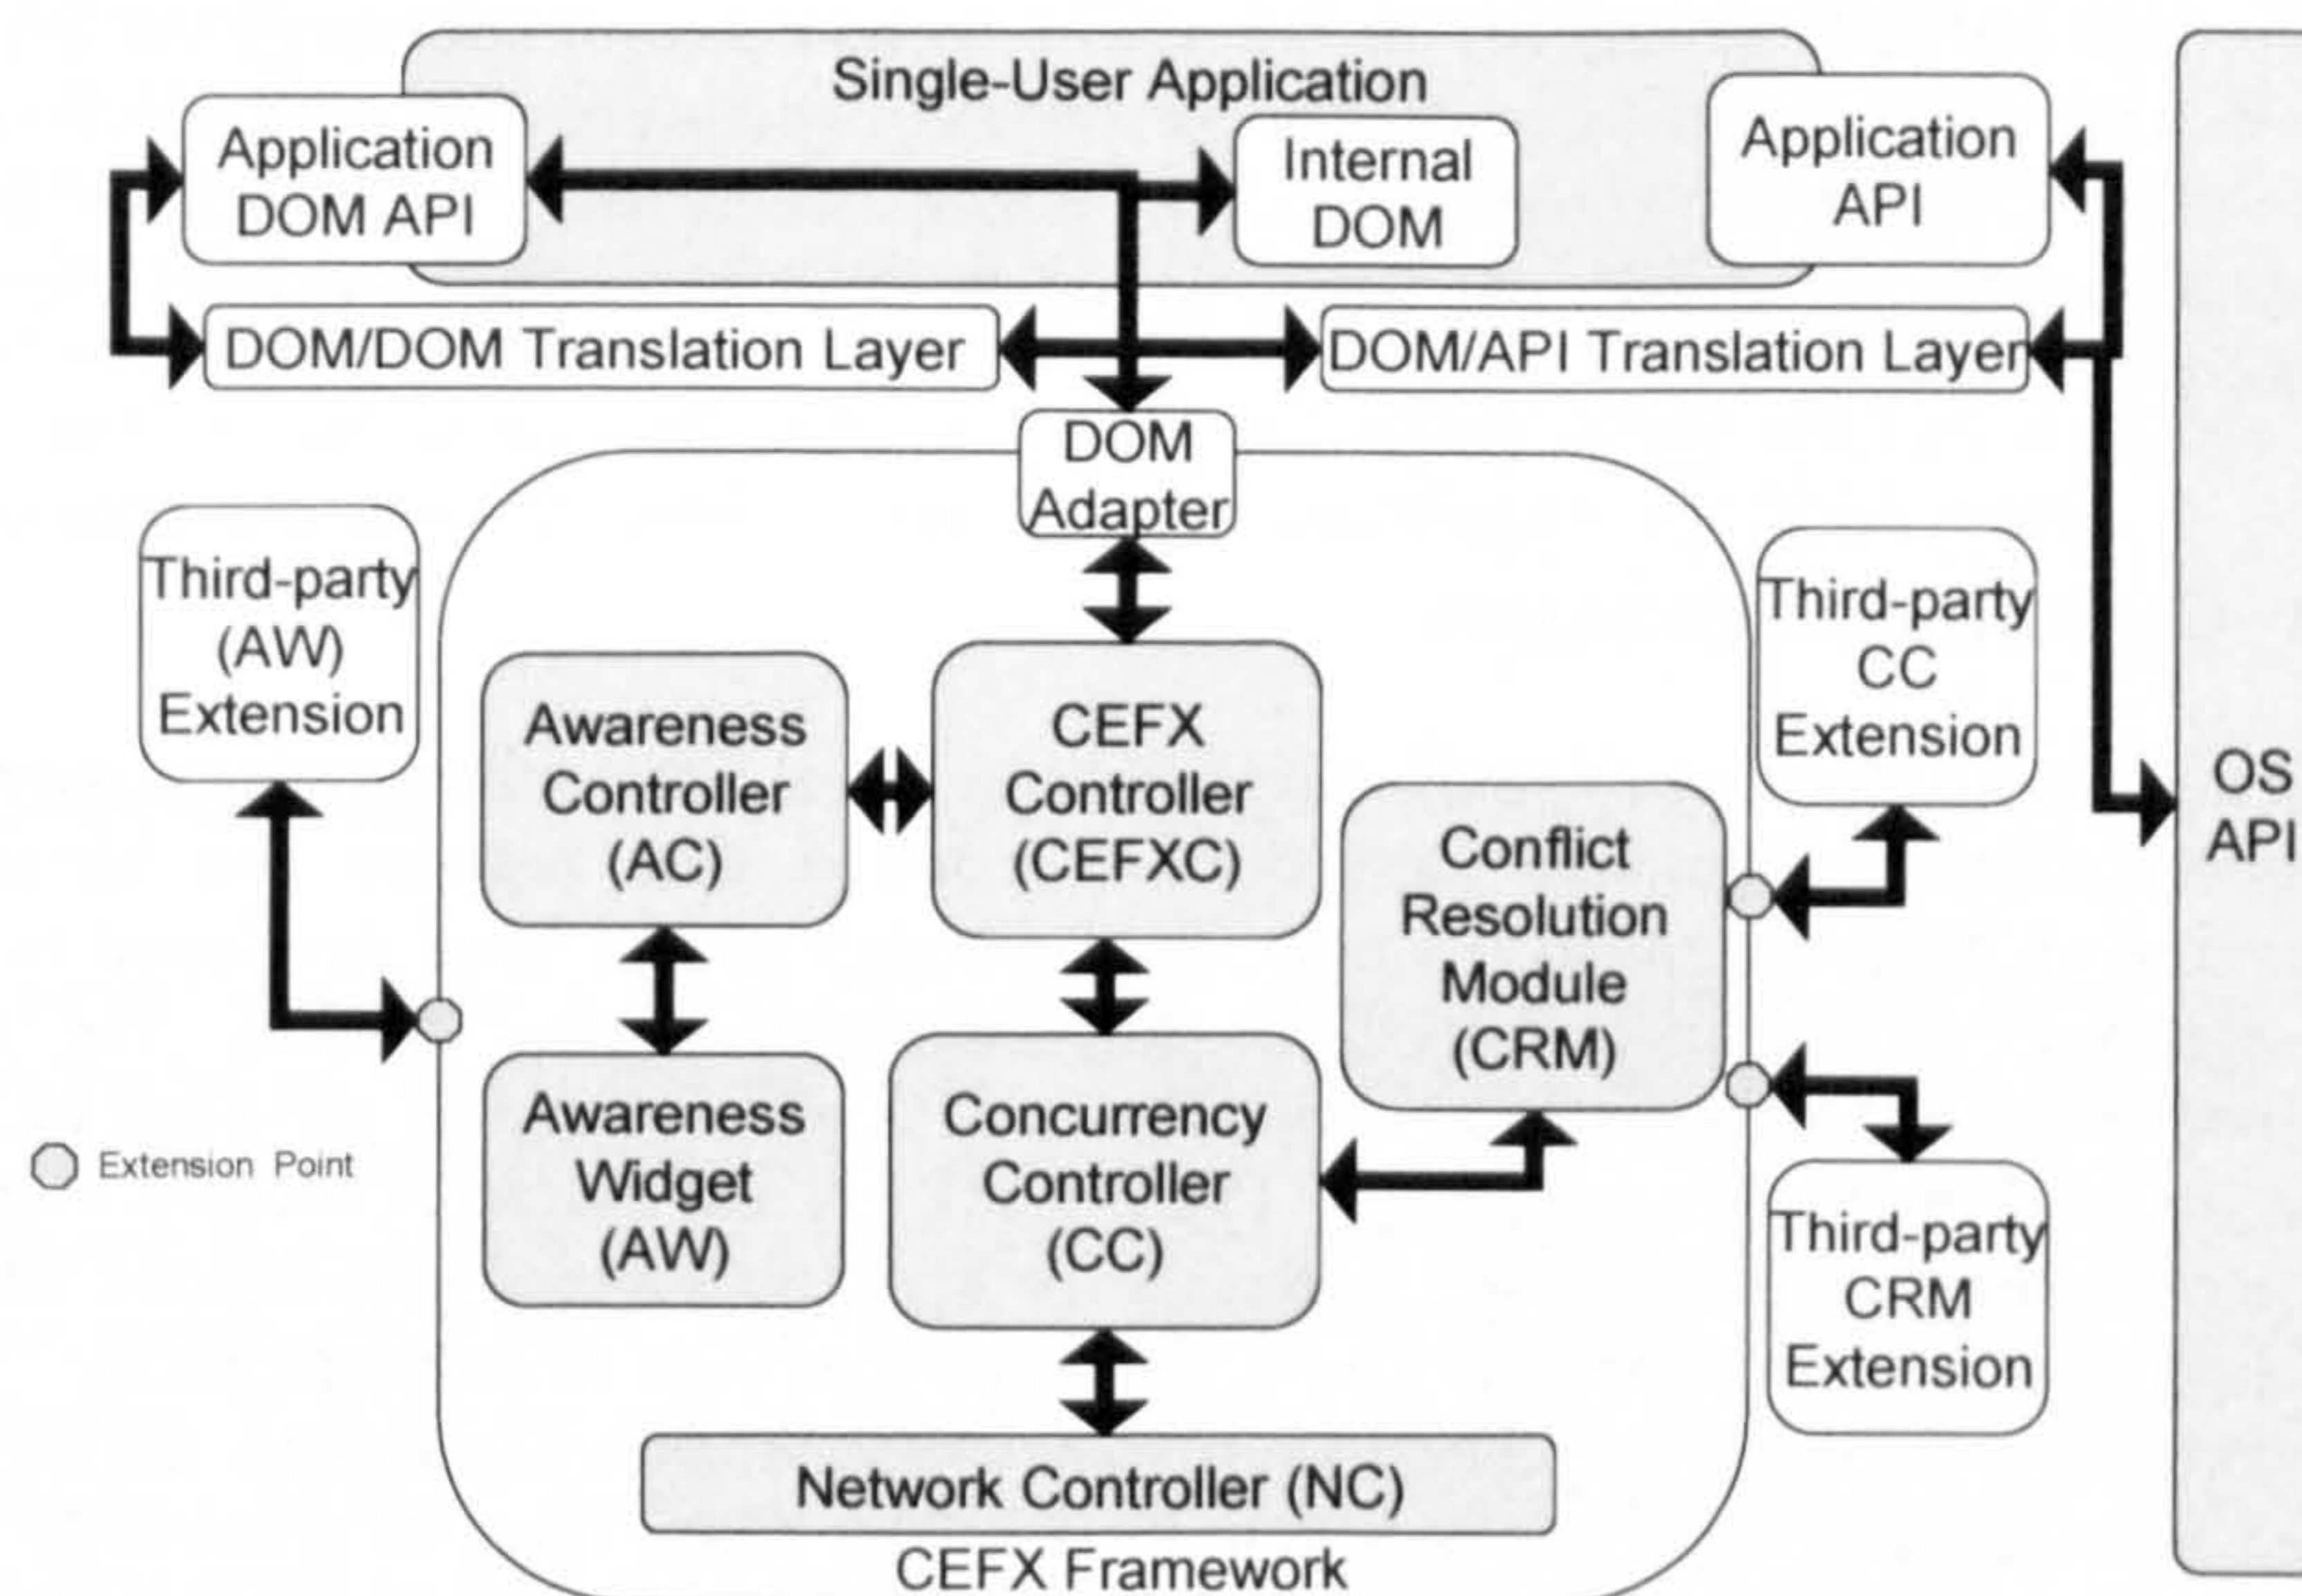 Single-User Application
Application
DOM API
Internal
DOM
Application
API
DOM/DOM Translation Layer
DOM/API Translation Layer
DOM
Adapter
Third-party
(AW)
Extension
Third-party
CC
Extension
Awareness
Controller
(AC)
CEFX
Controller
(CEFXC)
Conflict
Resolution
Module
(CRM)
OS
API
Awareness
Widget
(AW)
Concurrency
Controller
(CC)
Extension Point
Third-party
CRM
Extension
Network Controller (NC)
CEFX Framework